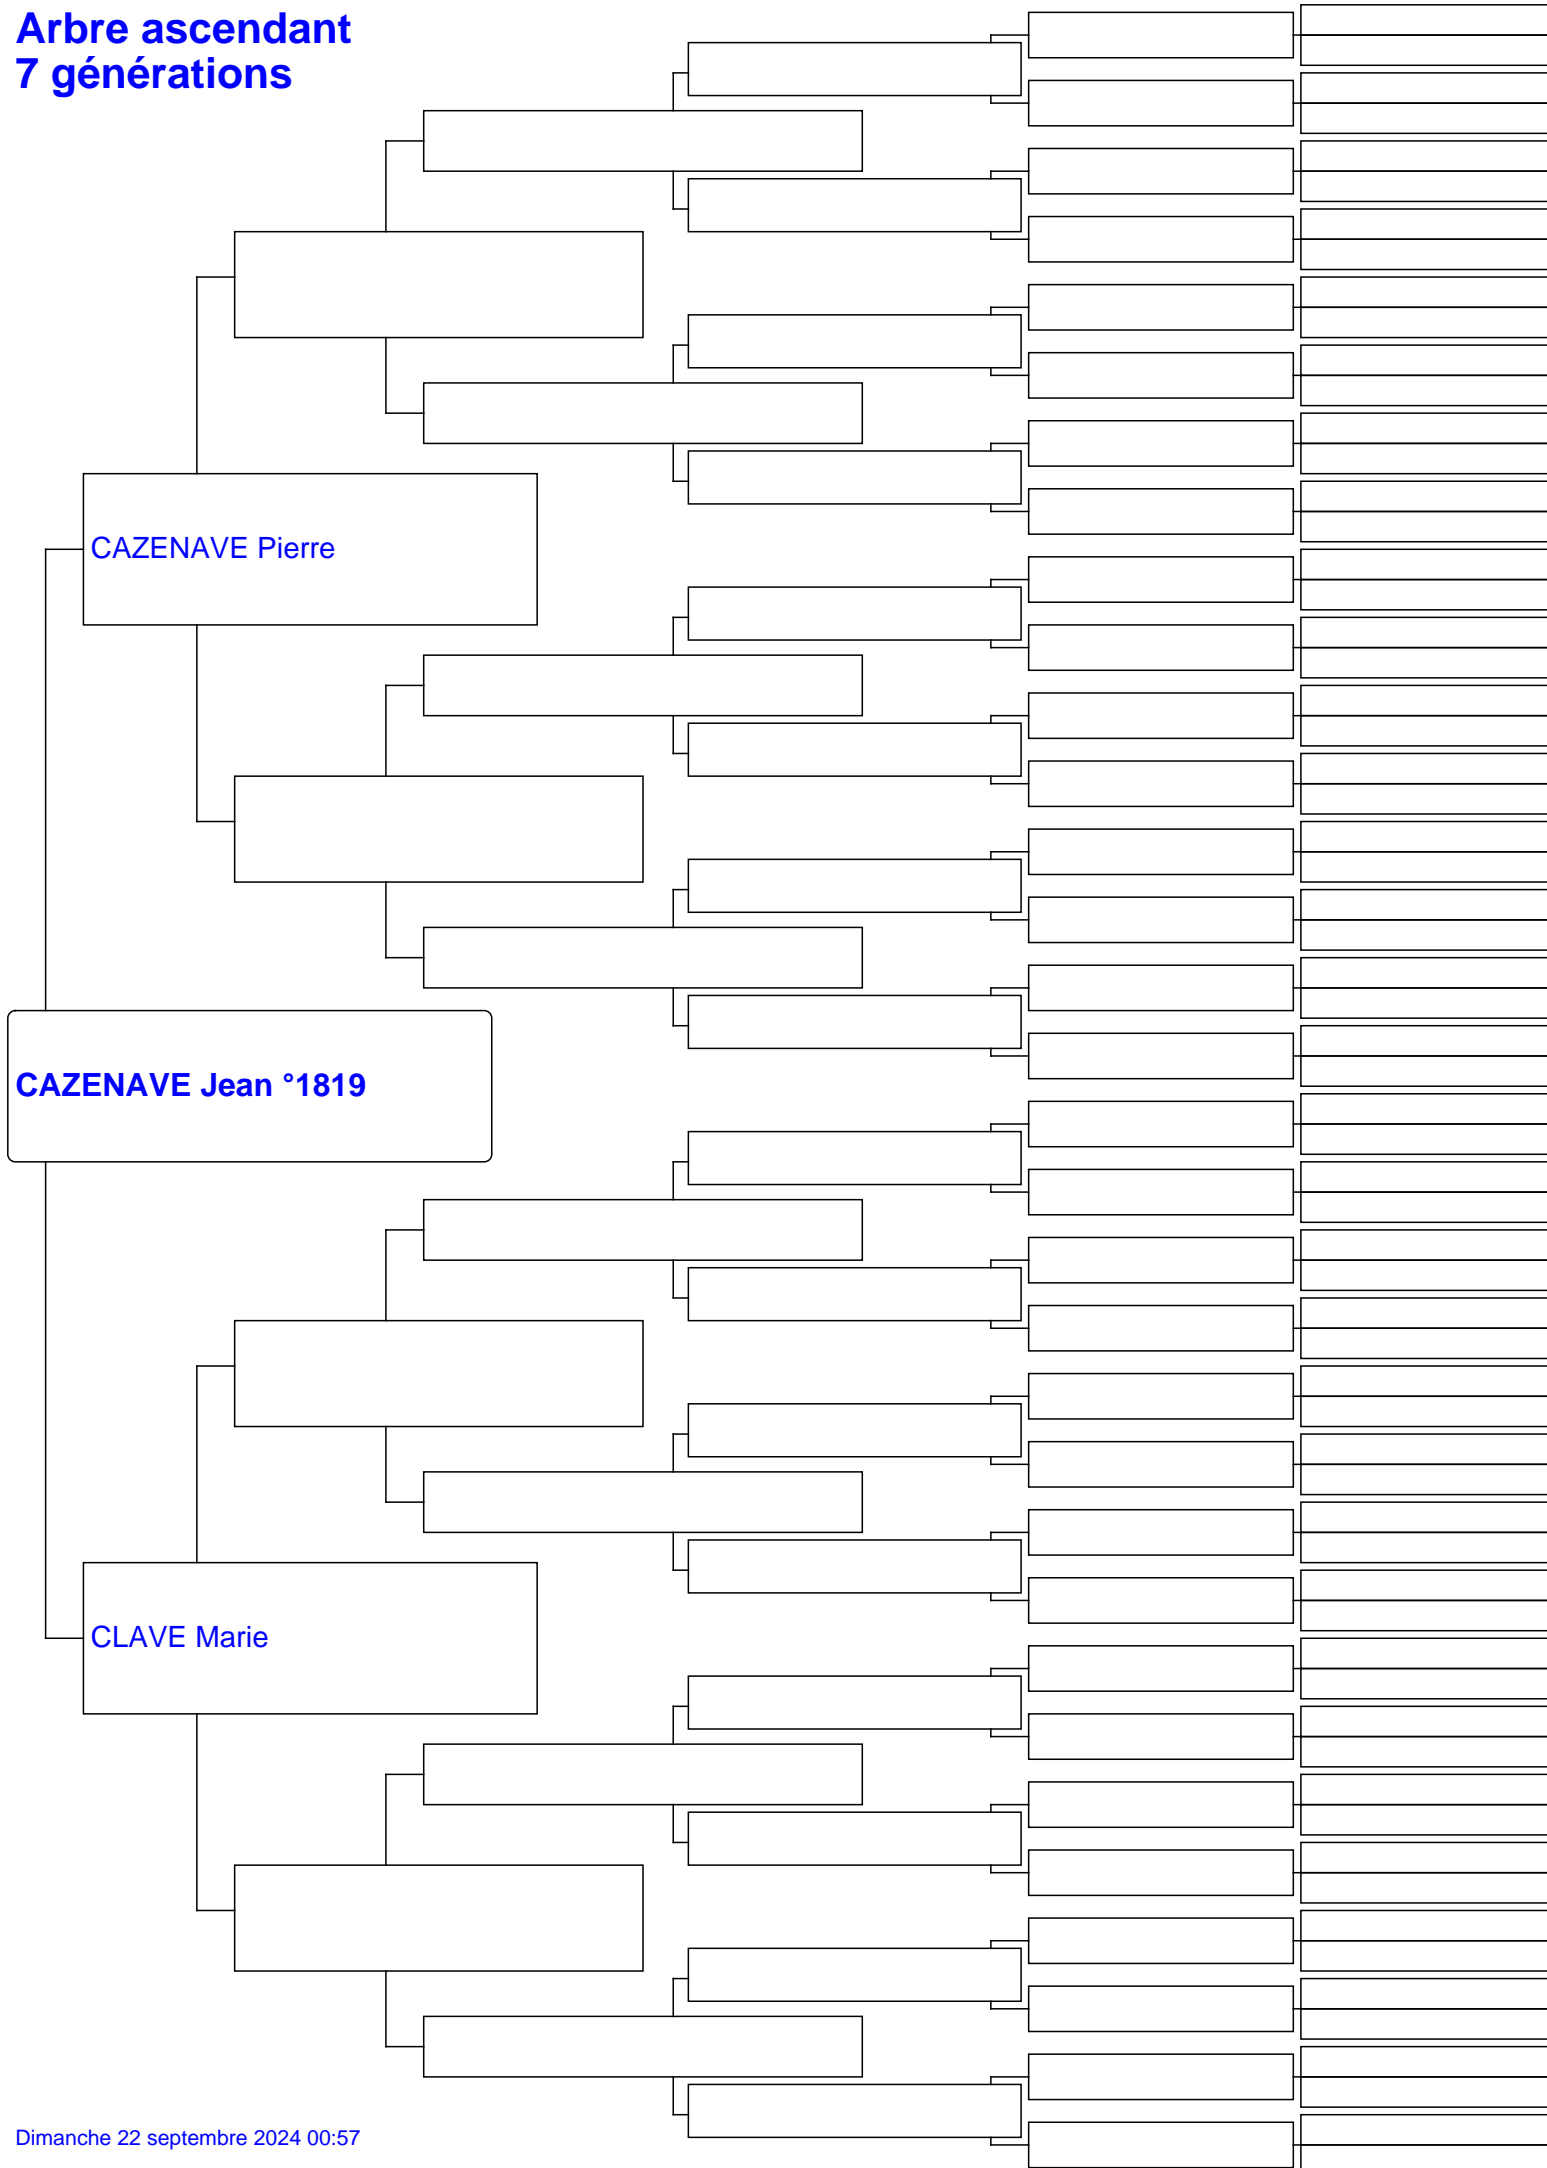 Arbre ascendant
7 générations
CAZENAVE Pierre
CAZENAVE Jean °1819
CLAVE Marie
Dimanche 22 septembre 2024 00:57